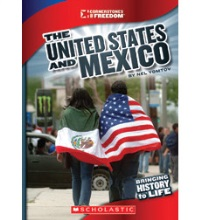 CORNERSTONES
OF FREEDOM
THE
UNITED STATES
AND MEXICO
BY NEL YOMTOV
BRINGING
HISTORY to
LIFE
SCHOLASTIC